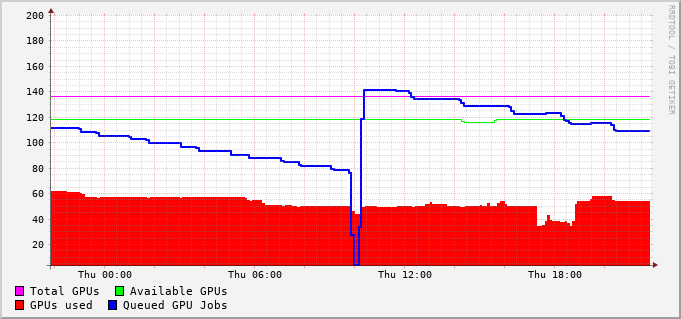 200
180
160
140
120
100
80
60
40
20
Thu 00:00 Thu 06:00 Thu 12:00 Thu 18:00
Total GPUs Available GPUs
GPUs used Queued GPU Jobs
RRDTOOL / TOBI OETIKER